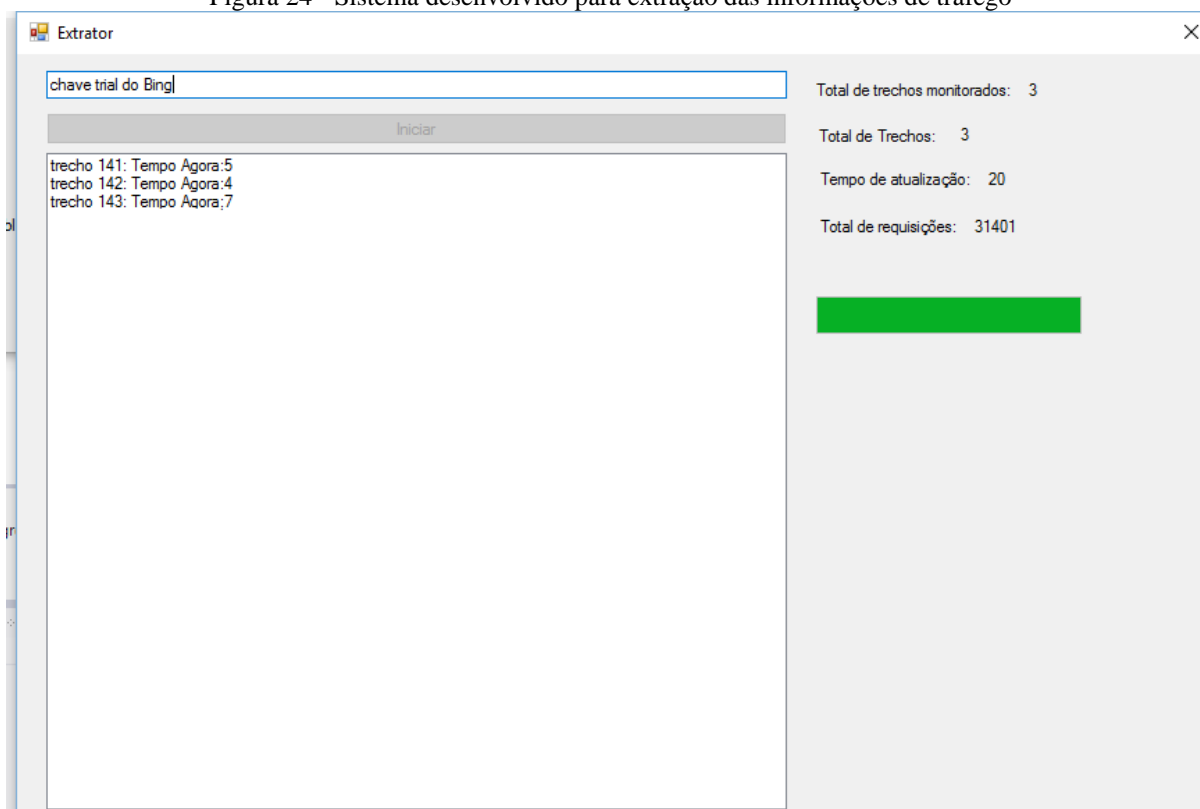 Figura 24 - Sistema desenvolvido para extração das informações de tráfego
Extrator
chave trial do Bing
Iniciar
trecho 141: Tempo Agora:5
trecho 142: Tempo Agora:4
trecho 143: Tempo Agora:7
Total de trechos monitorados: 3
Total de Trechos: 3
Tempo de atualização: 20
Total de requisições: 31401